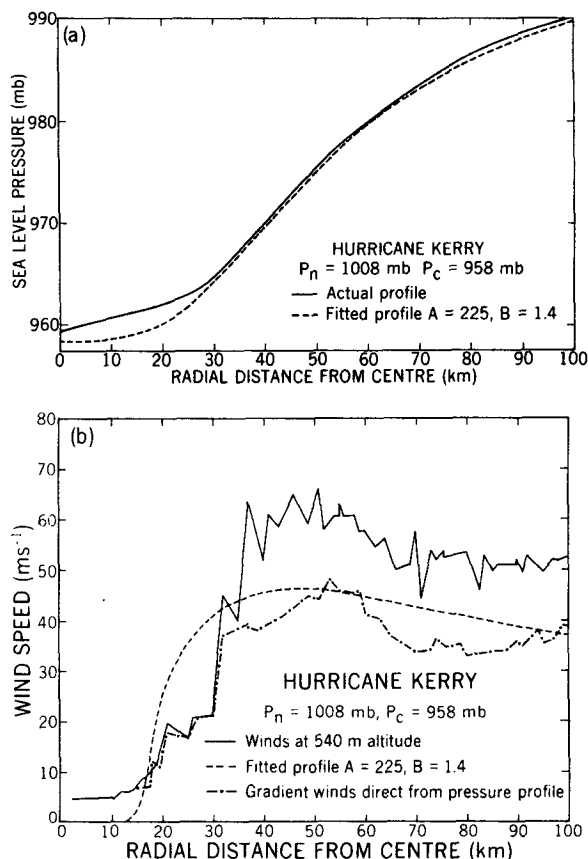 (a)
990
980
970
960
SEA LEVEL PRESSURE (mb)
HURRICANE KERRY
Pn = 1008 mb Pc = 958 mb
Actual profile
Fitted profile A = 225, B = 1.4
0 10 20 30 40 50 60 70 80 90 100
RADIAL DISTANCE FROM CENTRE (km)
(b)
80
70
60
50
40
30
20
10
0
WIND SPEED (ms-1)
HURRICANE KERRY
Pn = 1008 mb, Pc = 958 mb
Winds at 540 m altitude
Fitted profile A = 225, B = 1.4
Gradient winds direct from pressure profile
0 10 20 30 40 50 60 70 80 90 100
RADIAL DISTANCE FROM CENTRE (km)